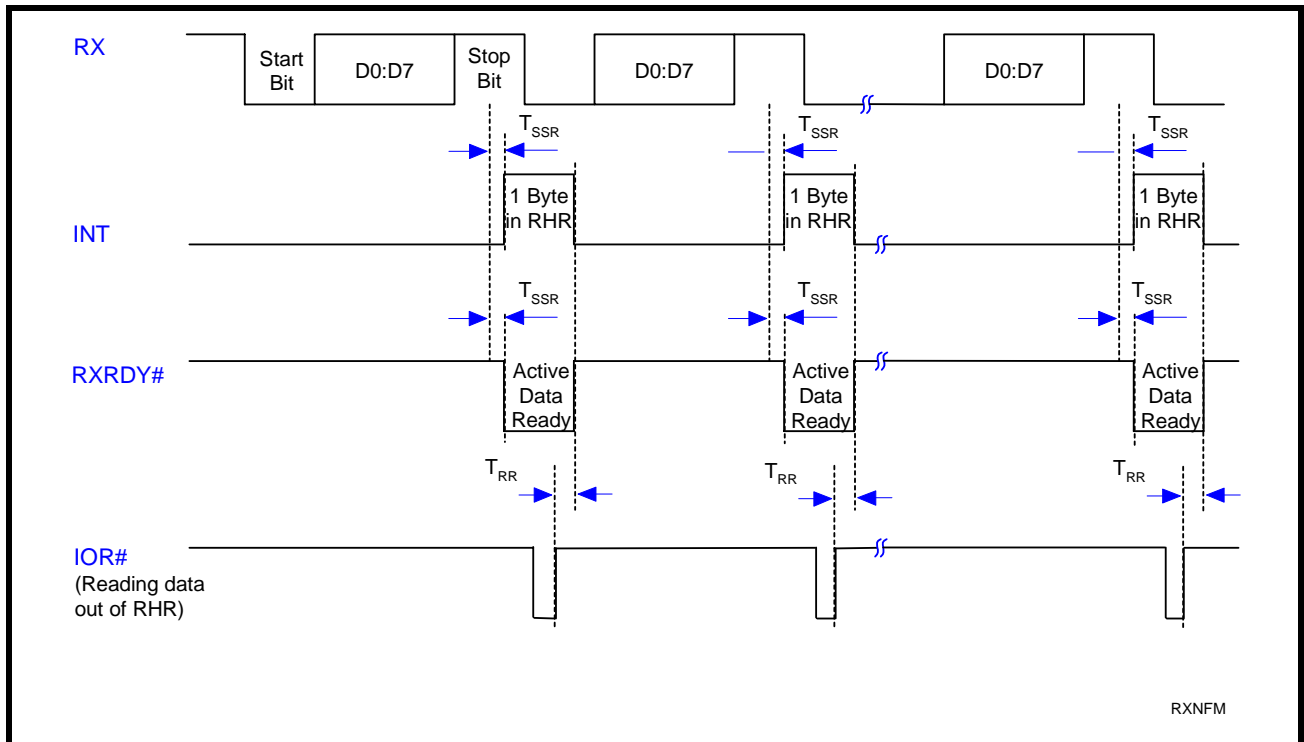 RX
Start
Bit
D0:D7
Stop
Bit
D0:D7
D0:D7
TSSR
TSSR
TSSR
INT
1 Byte
in RHR
1 Byte
in RHR
1 Byte
in RHR
TSSR
TSSR
TSSR
RXRDY#
Active
Data
Ready
Active
Data
Ready
Active
Data
Ready
TRR
TRR
TRR
IOR#
(Reading data
out of RHR)
RXNFM